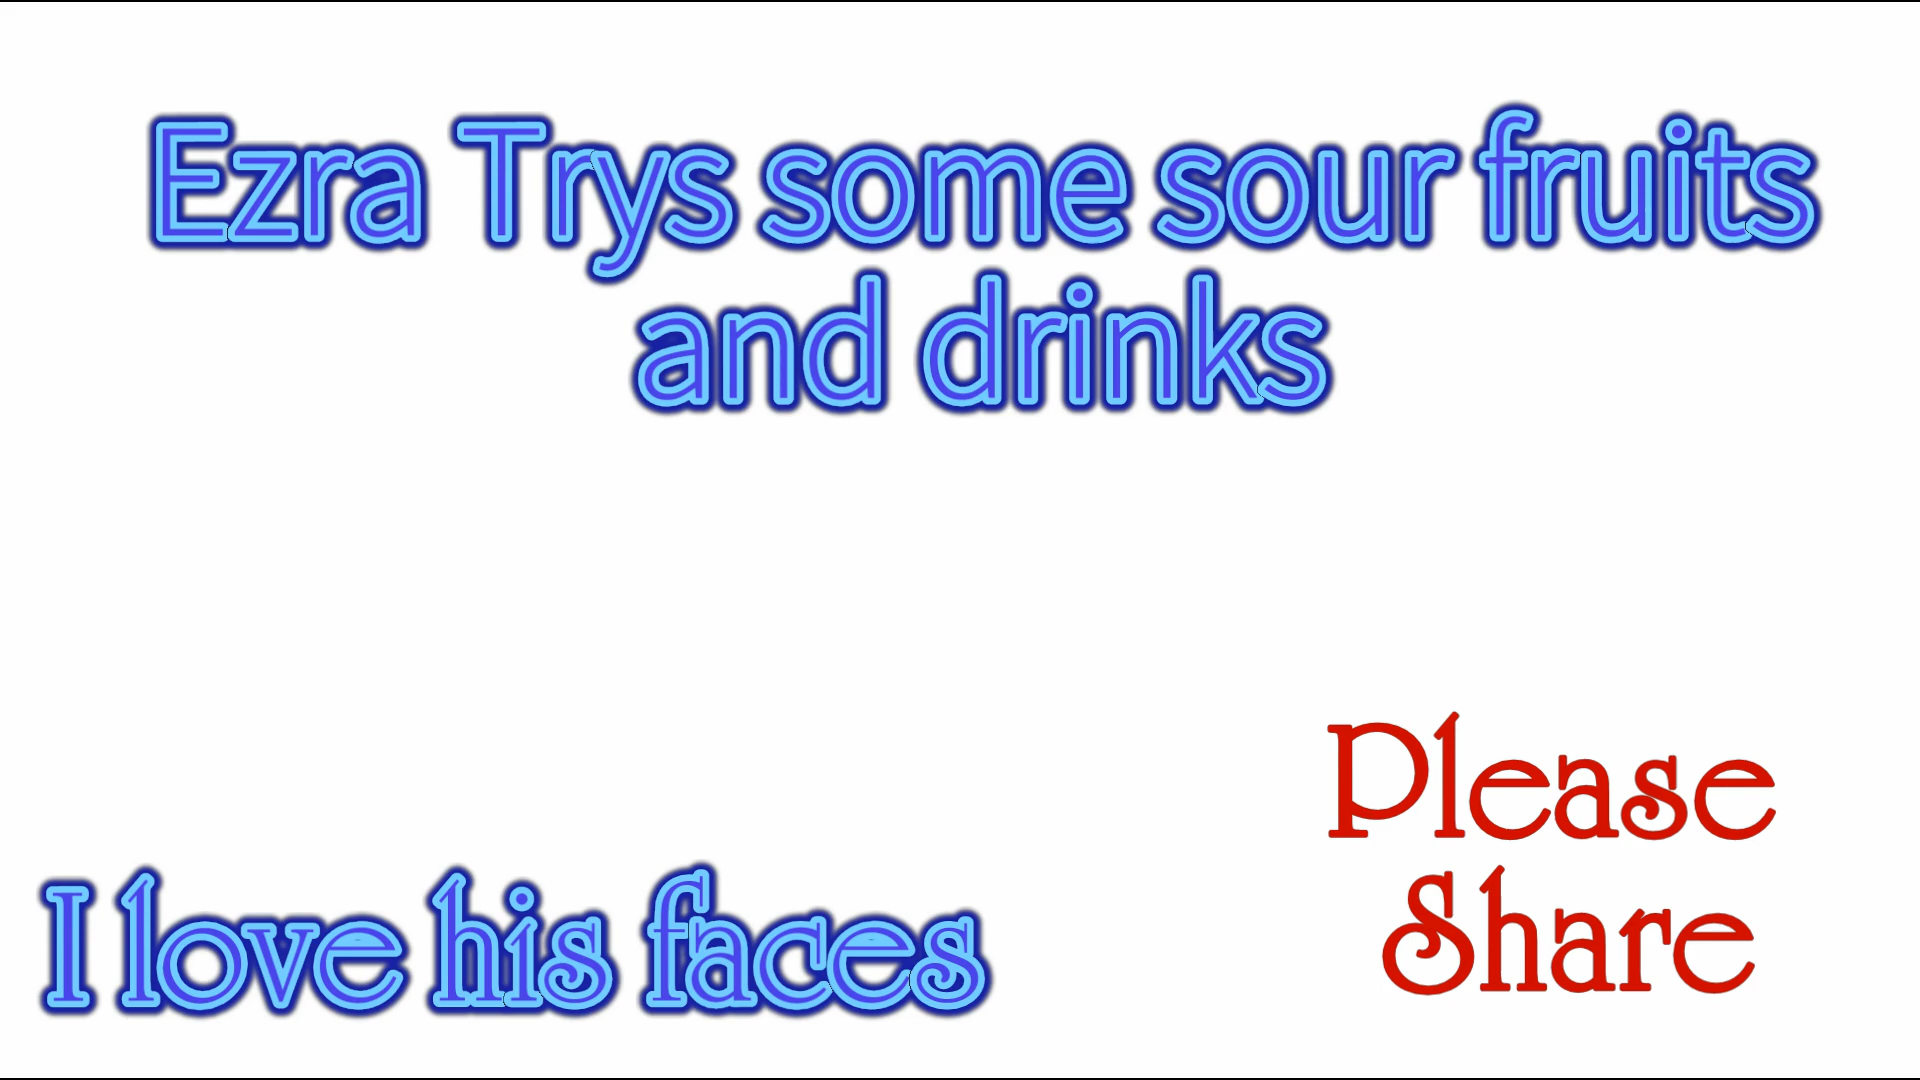 Ezra Trys some sour fruits
and drinks
Please
Share
I love his faces